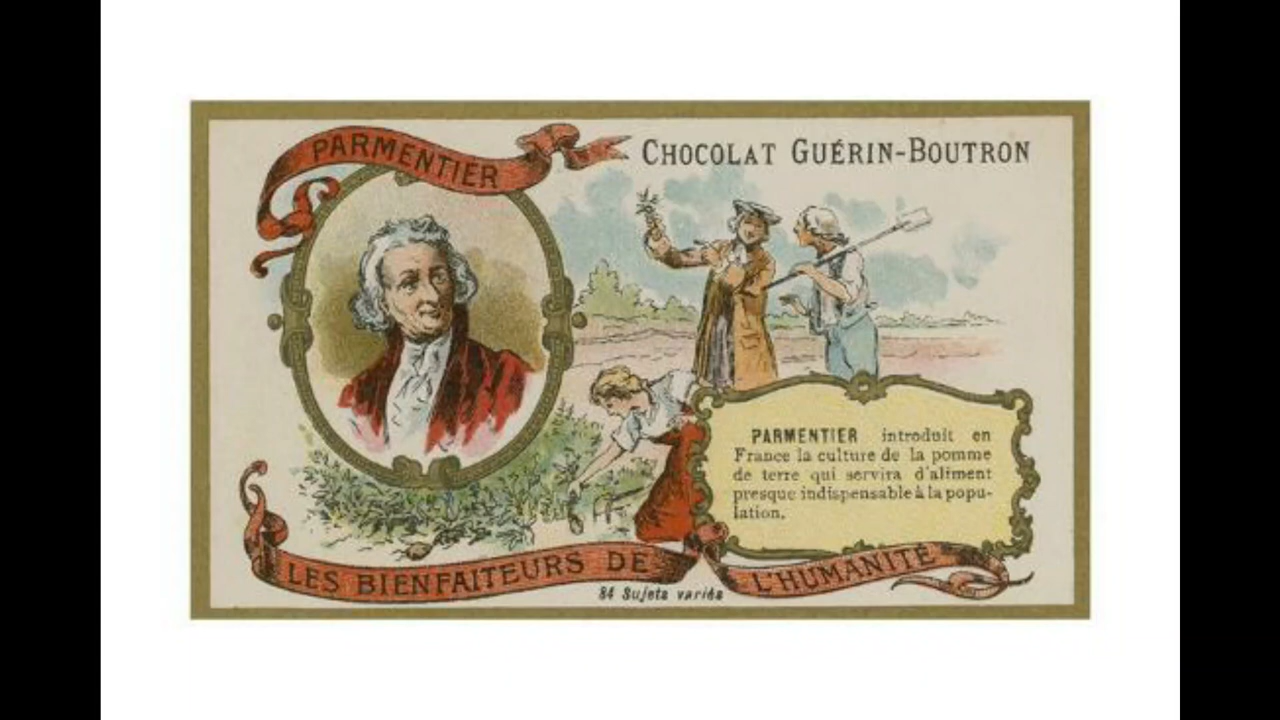 PARMENTIER
CHOCOLAT GUÉRIN-BOUTRON
PARMENTIER introduit en
France la culture de la pomme
de terre qui servira d'aliment
presque indispensable à la popu-
lation.
LES BIENFAITEURS DE L'HUMANITÉ
84 Sujets variés